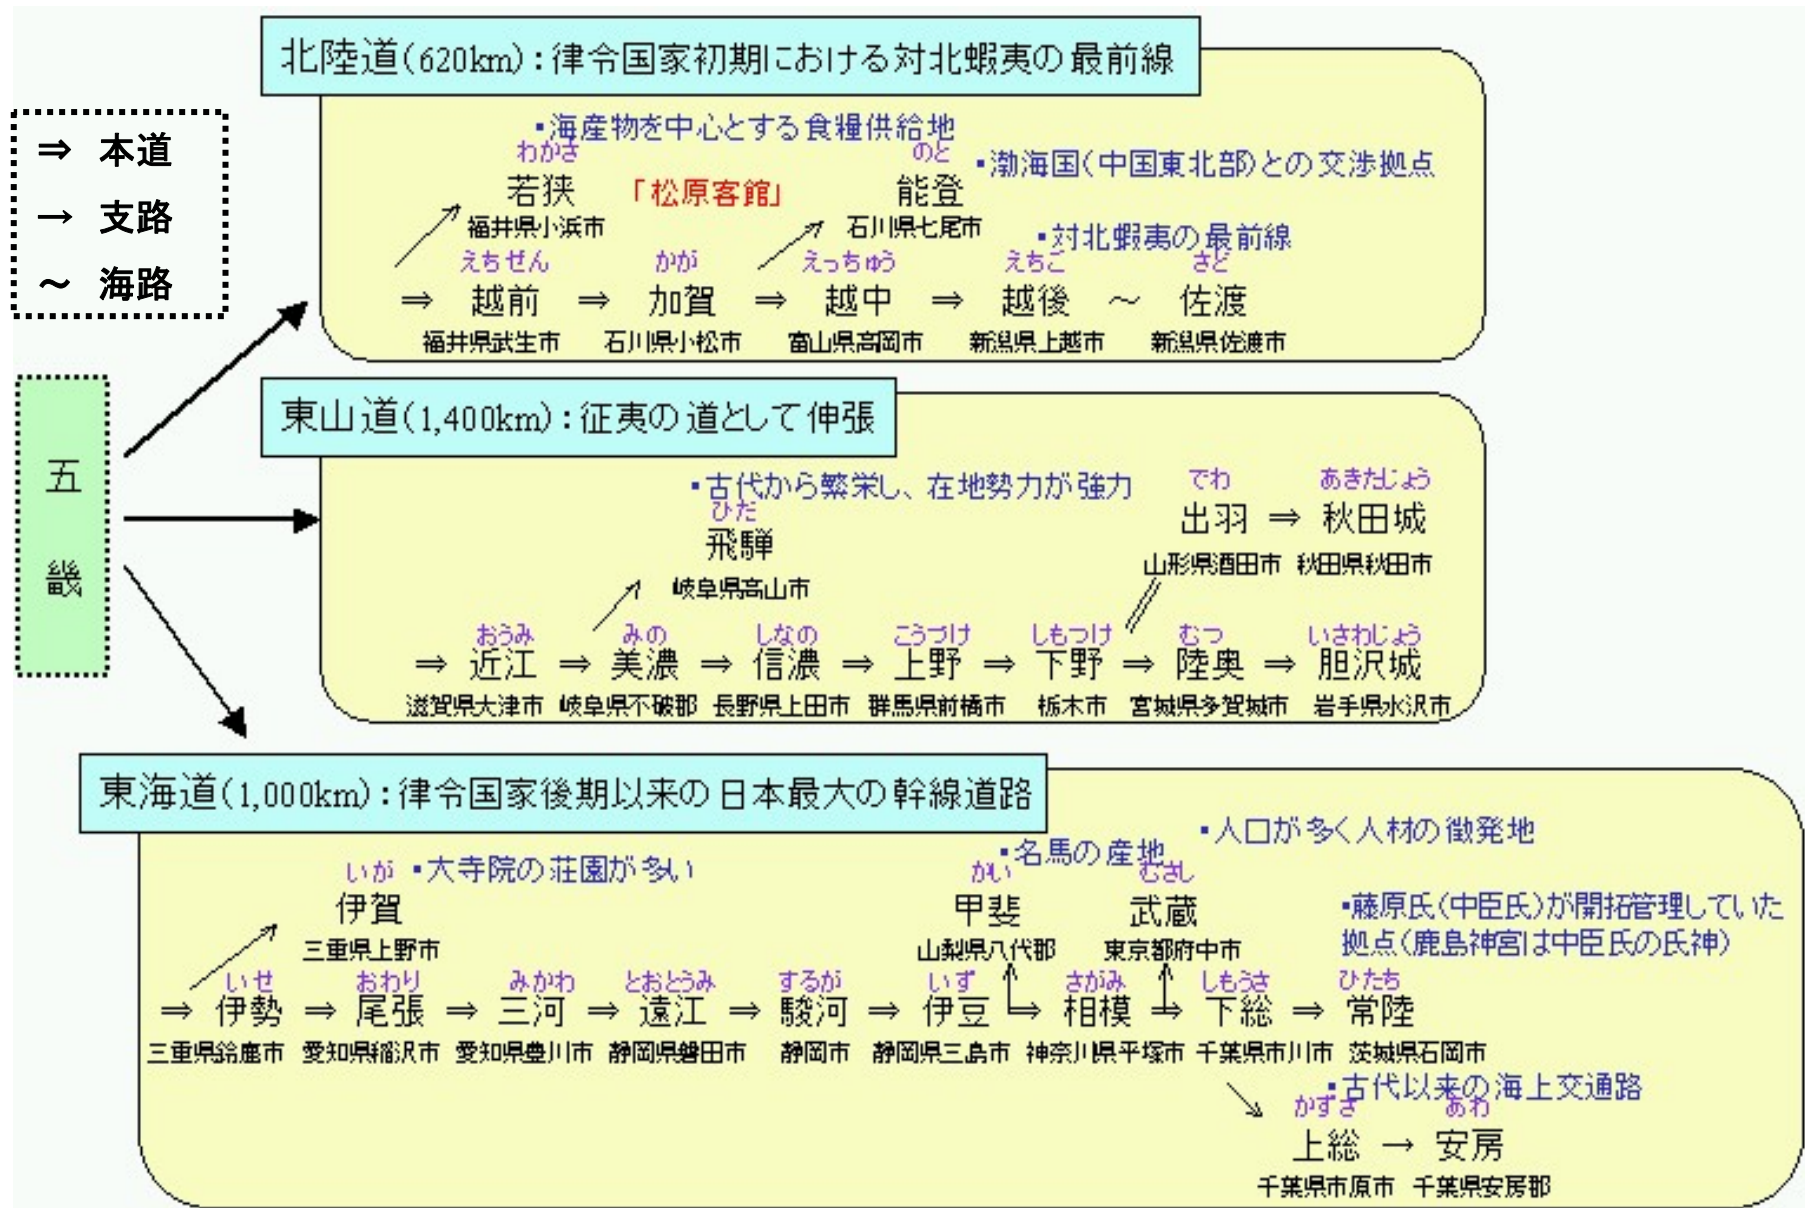 北陸道(620km):律令国家初期における対北蝦夷の最前線
⇒ 本道
→ 支路
～ 海路
▪海産物を中心とする食糧供給地
わかさ のと
▪渤海国(中国東北部)との交渉拠点
若狭 「松原客館」 能登
福井県小浜市 石川県七尾市
▪対北蝦夷の最前線
えちぜん かが えっちゅう えちご さど
⇒ 越前 ⇒ 加賀 ⇒ 越中 ⇒ 越後 ～ 佐渡
福井県武生市 石川県小松市 富山県高岡市 新潟県上越市 新潟県佐渡市
五畿
東山道(1,400km):征夷の道として伸張
▪古代から繁栄し、在地勢力が強力
ひだ でわ あきたじょう
飛騨 出羽 ⇒ 秋田城
岐阜県高山市 山形県酒田市 秋田県秋田市
おうみ みの しなの こうづけ しもつけ むつ いさわじょう
⇒ 近江 ⇒ 美濃 ⇒ 信濃 ⇒ 上野 ⇒ 下野 ⇒ 陸奥 ⇒ 胆沢城
滋賀県大津市 岐阜県不破郡 長野県上田市 群馬県前橋市 栃木市 宮城県多賀城市 岩手県水沢市
東海道(1,000km):律令国家後期以来の日本最大の幹線道路
▪人口が多く人材の徴発地
▪名馬の産地
いが ▪大寺院の荘園が多い かい むさし
伊賀 甲斐 武蔵
三重県上野市 山梨県八代郡 東京都府中市
▪藤原氏(中臣氏)が開拓管理していた
拠点(鹿島神宮は中臣氏の氏神)
いせ おわり みかわ とおとうみ するが いず さがみ しもうさ ひたち
⇒ 伊勢 ⇒ 尾張 ⇒ 三河 ⇒ 遠江 ⇒ 駿河 ⇒ 伊豆 ⇒ 相模 ⇒ 下総 ⇒ 常陸
三重県鈴鹿市 愛知県稲沢市 愛知県豊川市 静岡県磐田市 静岡市 静岡県三島市 神奈川県平塚市 千葉県市川市 茨城県石岡市
▪古代以来の海上交通路
かずさ あわ
上総 → 安房
千葉県市原市 千葉県安房郡